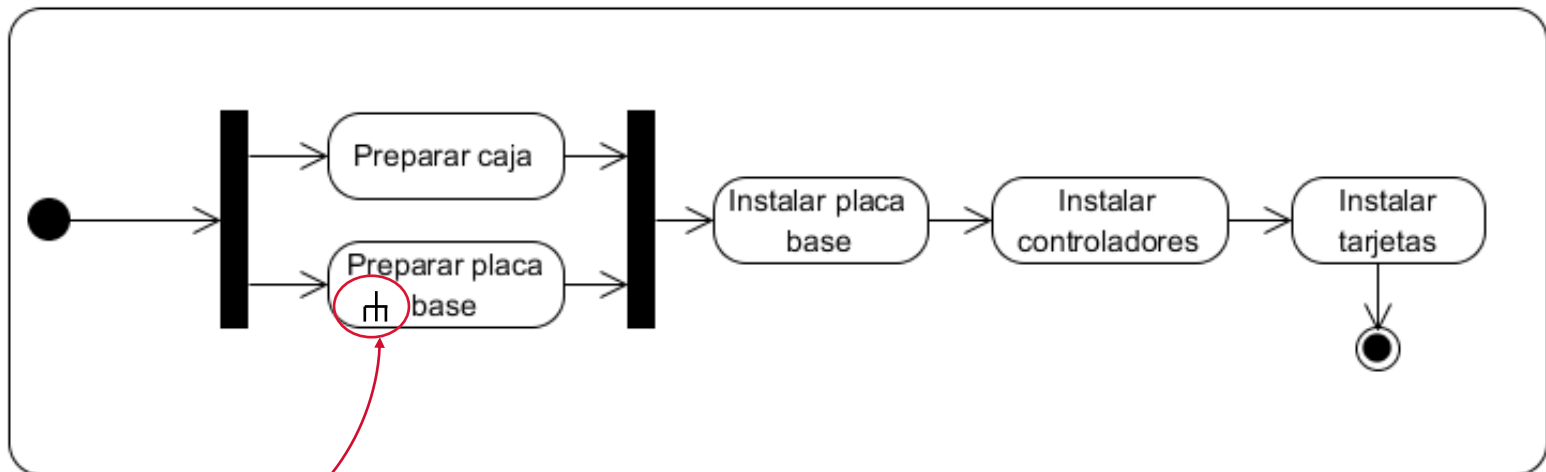 Preparar caja
Preparar placa
base
Instalar placa
base
Instalar
controladores
Instalar
tarjetas